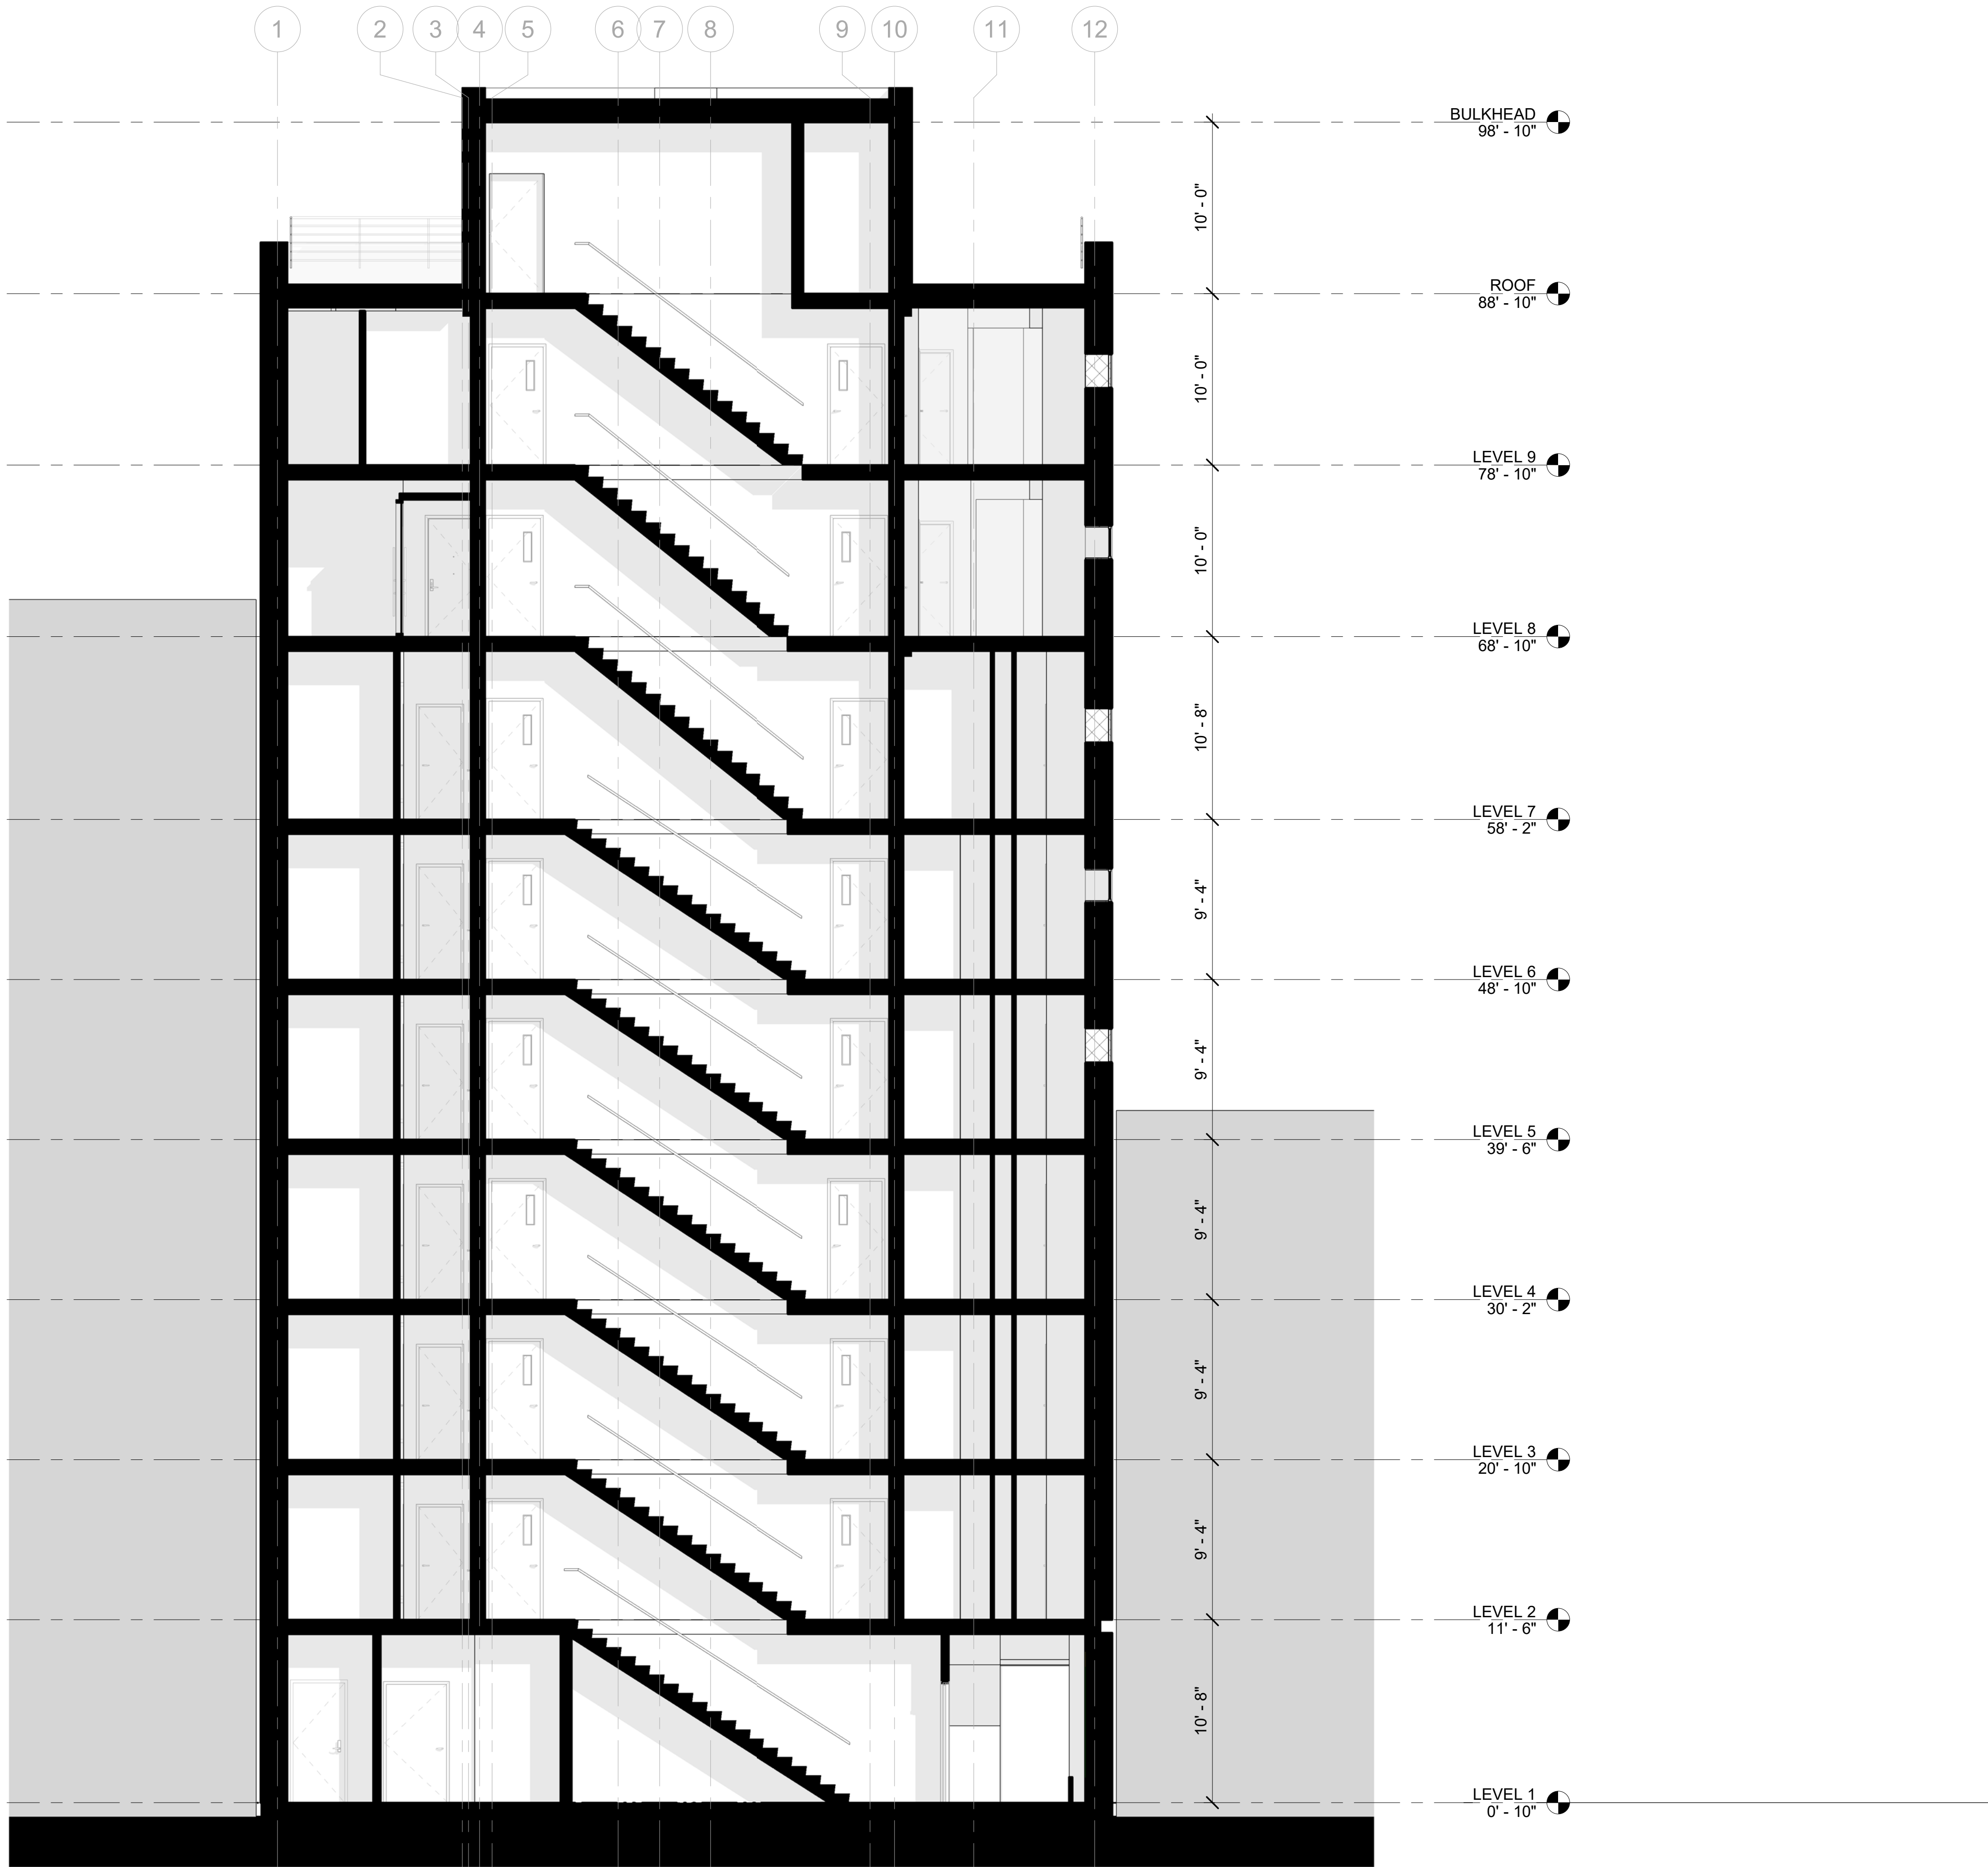 1 2 3 4 5 6 7 8 9 10 11 12
BULKHEAD
98' - 10"
10' - 0"
ROOF
88' - 10"
10' - 0"
LEVEL 9
78' - 10"
10' - 0"
LEVEL 8
68' - 10"
10' - 8"
LEVEL 7
58' - 2"
9' - 4"
LEVEL 6
48' - 10"
9' - 4"
LEVEL 5
39' - 6"
9' - 4"
LEVEL 4
30' - 2"
9' - 4"
LEVEL 3
20' - 10"
9' - 4"
LEVEL 2
11' - 6"
10' - 8"
LEVEL 1
0' - 10"